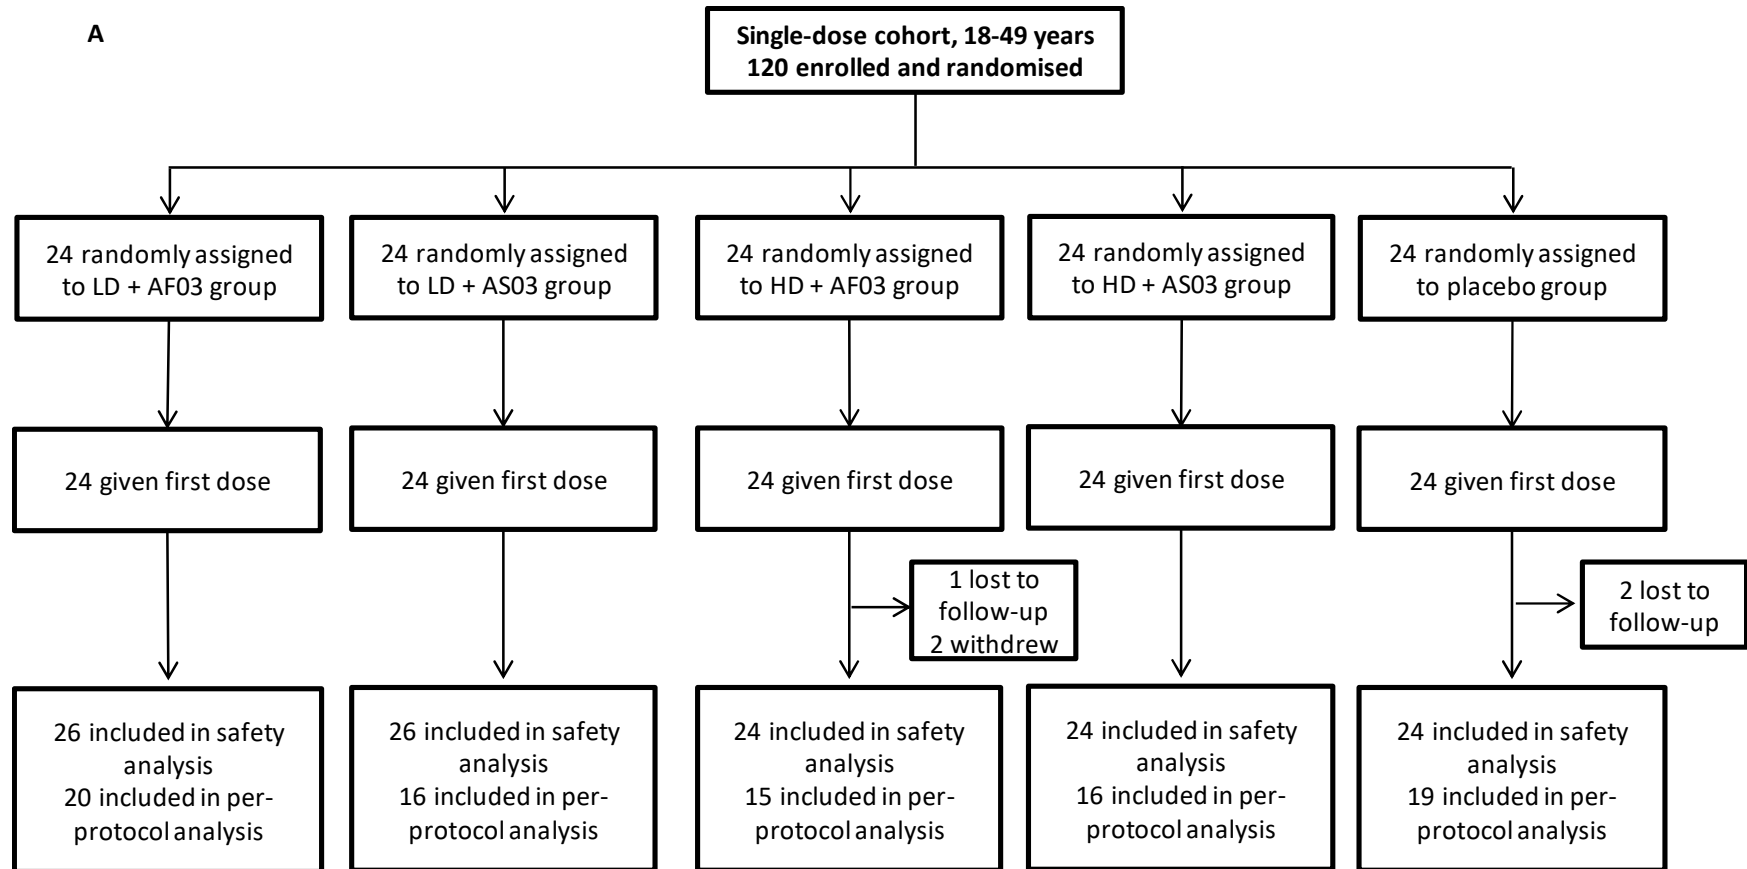 A
Single-dose cohort, 18-49 years
120 enrolled and randomised
24 randomly assigned
to LD + AF03 group
24 randomly assigned
to LD + AS03 group
24 randomly assigned
to HD + AF03 group
24 randomly assigned
to HD + AS03 group
24 randomly assigned
to placebo group
24 given first dose
24 given first dose
24 given first dose
24 given first dose
24 given first dose
1 lost to
follow-up
2 withdrew
2 lost to
follow-up
26 included in safety
analysis
20 included in per-
protocol analysis
26 included in safety
analysis
16 included in per-
protocol analysis
24 included in safety
analysis
15 included in per-
protocol analysis
24 included in safety
analysis
16 included in per-
protocol analysis
24 included in safety
analysis
19 included in per-
protocol analysis